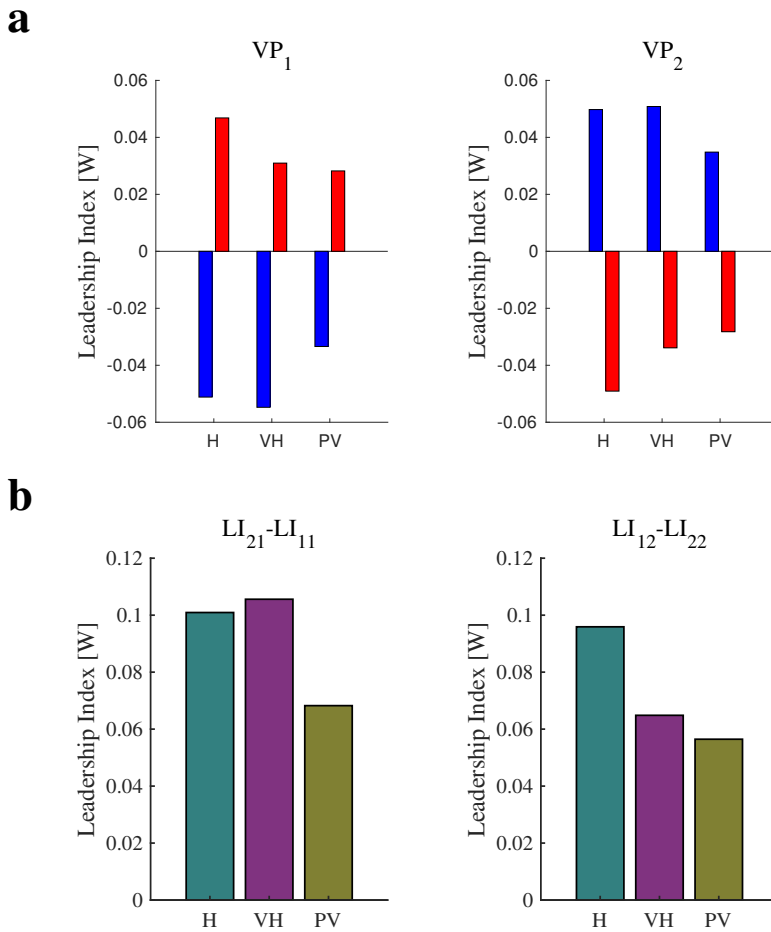 a
VP1 VP2
0.06 0.06
0.04 0.04
0.02 0.02
0 0
-0.02 -0.02
-0.04 -0.04
-0.06 -0.06
Leadership Index [W] Leadership Index [W]
H VH PV H VH PV
b
LI21-LI11 LI12-LI22
0.12 0.12
0.1 0.1
0.08 0.08
0.06 0.06
0.04 0.04
0.02 0.02
0 0
Leadership Index [W] Leadership Index [W]
H VH PV H VH PV